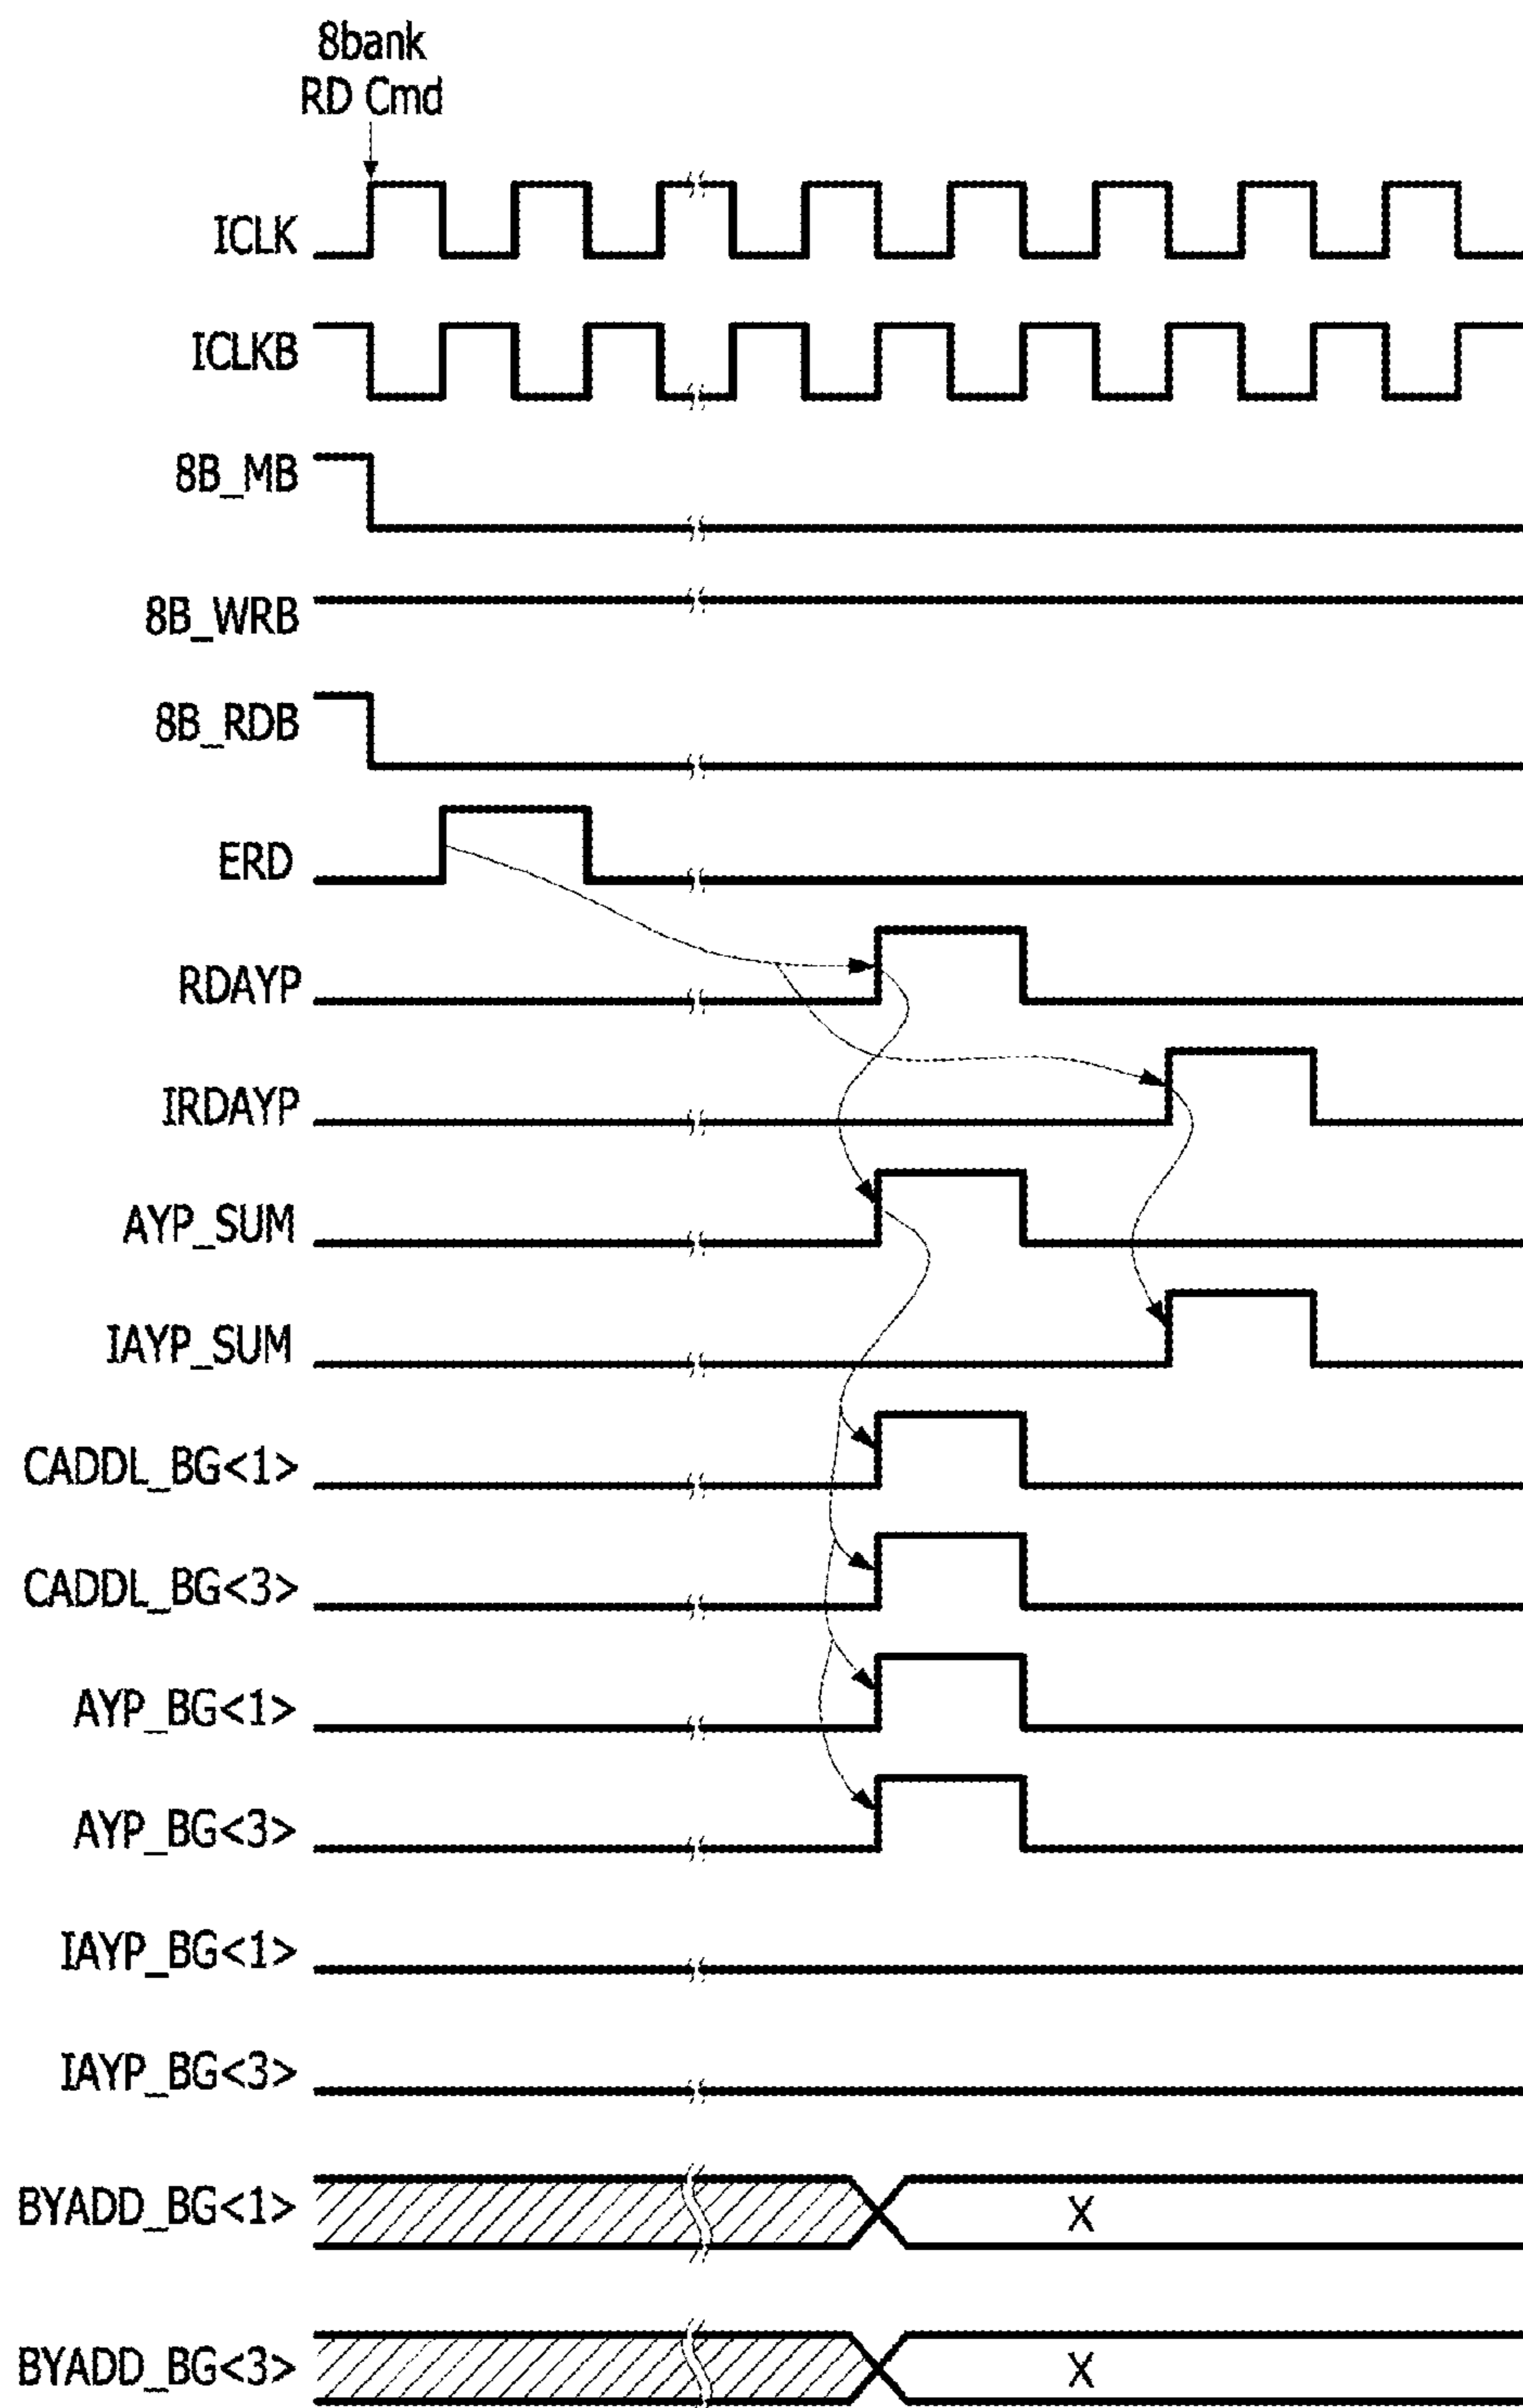 8bank
RD Cmd
ICLK
ICLKB
8B_MB
8B_WRB
8B_RDB
ERD
RDAYP
IRDAYP
AYP_SUM
IAYP_SUM
CADDL_BG<1>
CADDL_BG<3>
AYP_BG<1>
AYP_BG<3>
IAYP_BG<1>
IAYP_BG<3>
BYADD_BG<1> X
BYADD_BG<3> X